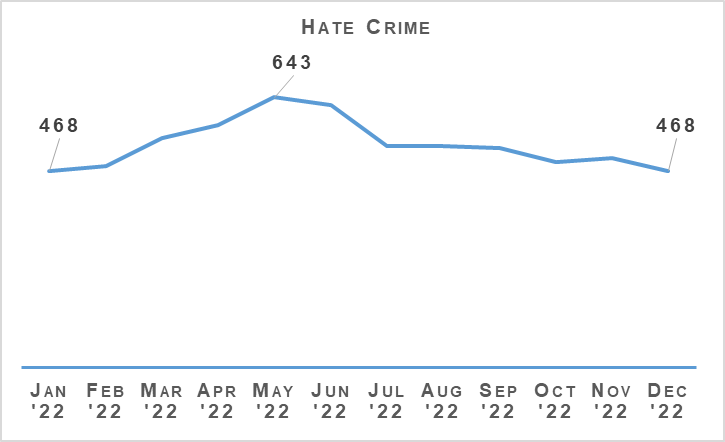 Hate Crime
643
468
468
Jan Feb Mar Apr May Jun Jul Aug Sep Oct Nov Dec
'22 '22 '22 '22 '22 '22 '22 '22 '22 '22 '22 '22